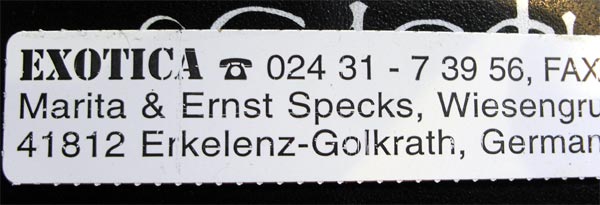 EXOTICA ☎ 024 31 - 7 39 56, FAX
Marita & Ernst Specks, Wiesengru
41812 Erkelenz-Golkrath, German